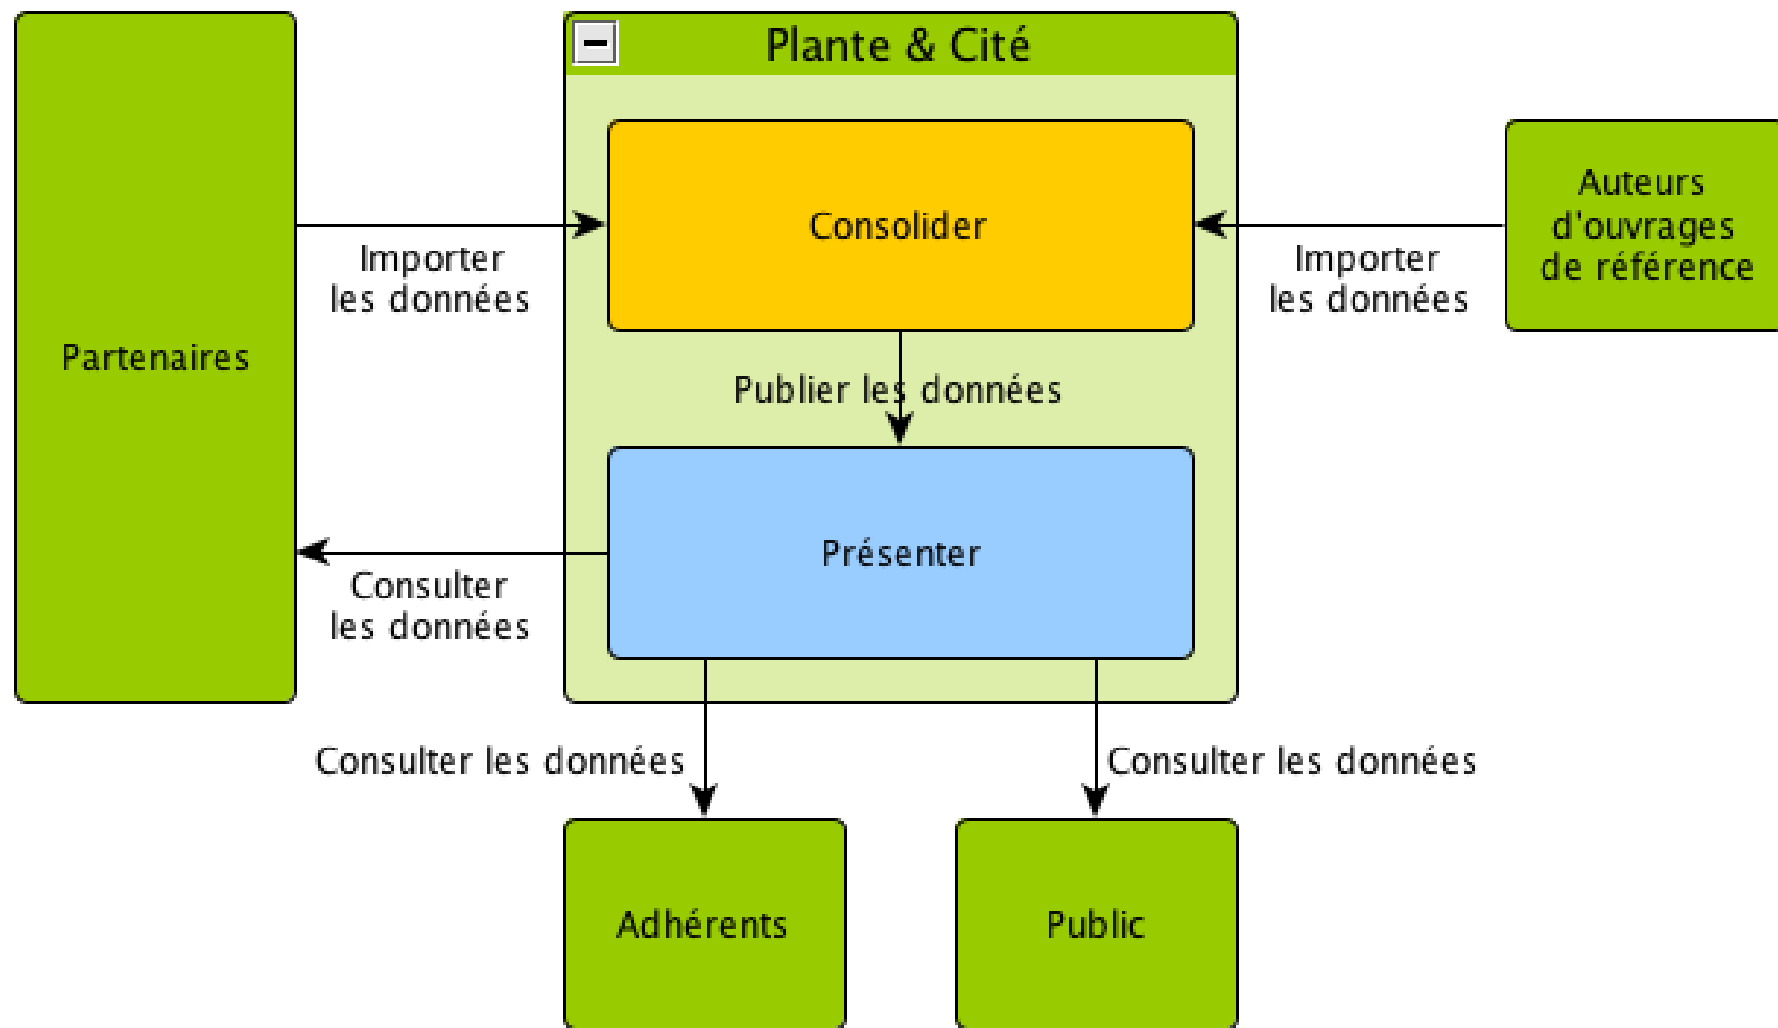 Plante & Cité
Consolider
Auteurs
d'ouvrages
de référence
Importer
les données
Importer
les données
Partenaires
Publier les données
Présenter
Consulter
les données
Consulter les données
Consulter les données
Adhérents
Public